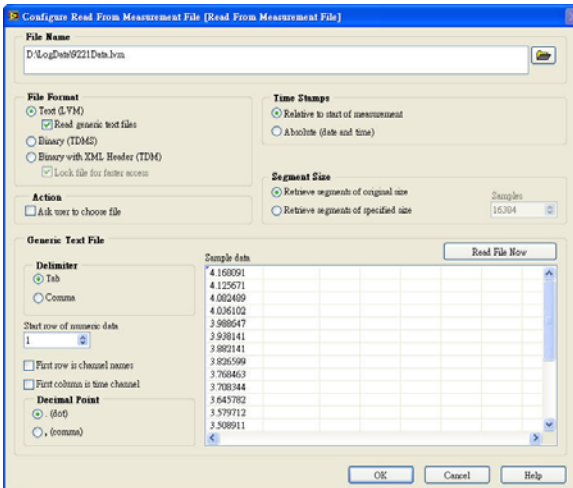 Configure Read From Measurement File [Read From Measurement File]
File Name
D:\LogData\9221Data.lvm
File Format
Text (LVM)
Read generic text files
Binary (TDMS)
Binary with XML Header (TDM)
Lock file for faster access
Action
Ask user to choose file
Time Stamps
Relative to start of measurement
Absolute (date and time)
Segment Size
Retrieve segments of original size
Retrieve segments of specified size
Samples
16384
Generic Text File
Delimiter
Tab
Comma
Start row of numeric data
1
First row is channel names
First column is time channel
Decimal Point
. (dot)
, (comma)
Read File Now
Sample data
4.168091
4.125671
4.082489
4.036102
3.988647
3.938141
3.882141
3.826599
3.768463
3.708344
3.645782
3.579712
3.508911
OK Cancel Help